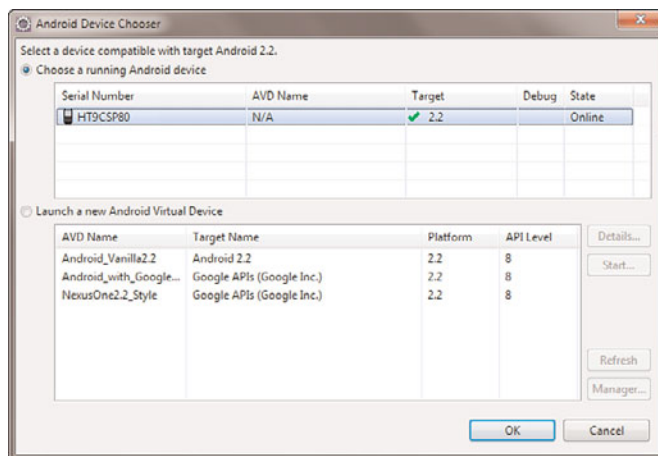 Android Device Chooser
Select a device compatible with target Android 2.2.
Choose a running Android device
Serial Number AVD Name Target Debug State
HT9CSP80 N/A 2.2 Online
Launch a new Android Virtual Device
AVD Name Target Name Platform API Level
Android_Vanilla2.2 Android 2.2 2.2 8
Android_with_Google... Google APIs (Google Inc.) 2.2 8
NexusOne2.2_Style Google APIs (Google Inc.) 2.2 8
Details...
Start...
Refresh
Manager...
OK Cancel